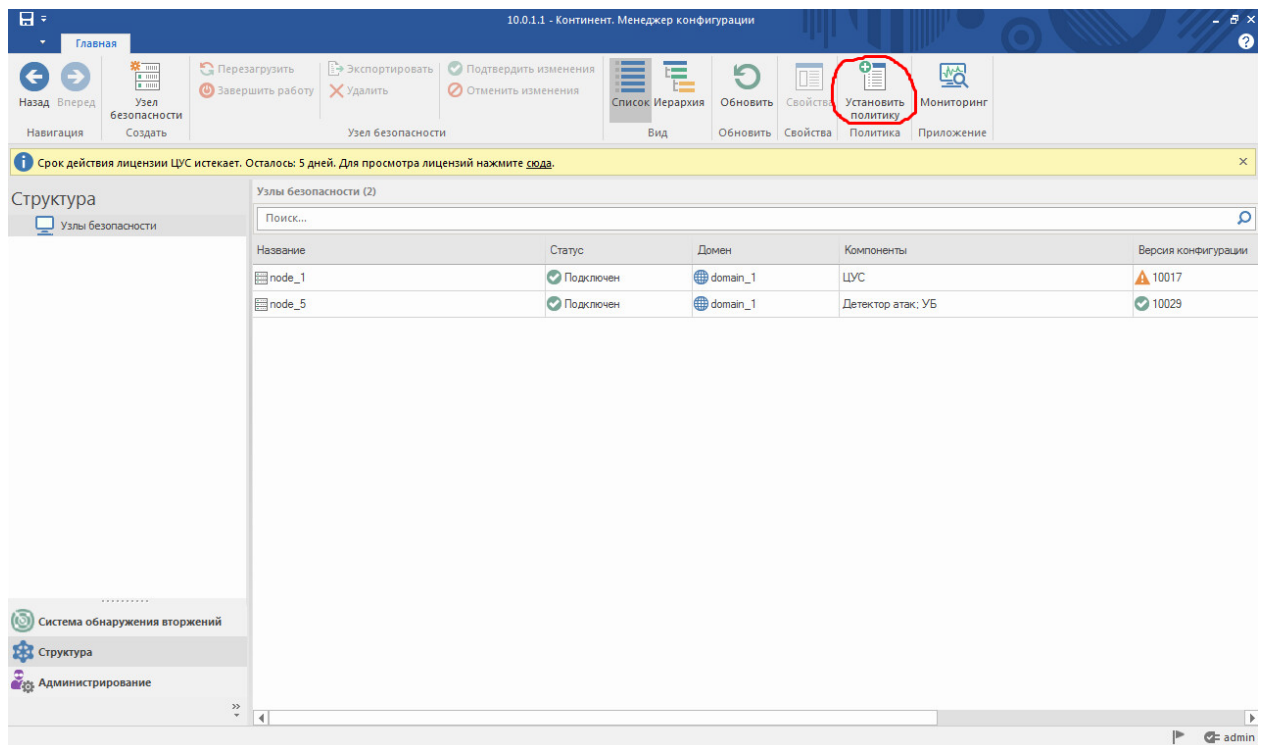 10.0.1.1 - Континент. Менеджер конфигурации
Главная
Назад
Вперед
Навигация
Узел безопасности
Создать
Перезагрузить
Завершить работу
Экспортировать
Удалить
Подтвердить изменения
Отменить изменения
Узел безопасности
Список
Иерархия
Вид
Обновить
Обновить
Свойства
Свойства
Установить политику
Политика
Мониторинг
Приложение
Срок действия лицензии ЦУС истекает. Осталось: 5 дней. Для просмотра лицензий нажмите сюда.
Структура
Узлы безопасности
Узлы безопасности (2)
Поиск...
Название Статус Домен Компоненты Версия конфигурации
node_1 Подключен domain_1 ЦУС 10017
node_5 Подключен domain_1 Детектор атак; УБ 10029
Система обнаружения вторжений
Структура
Администрирование
admin